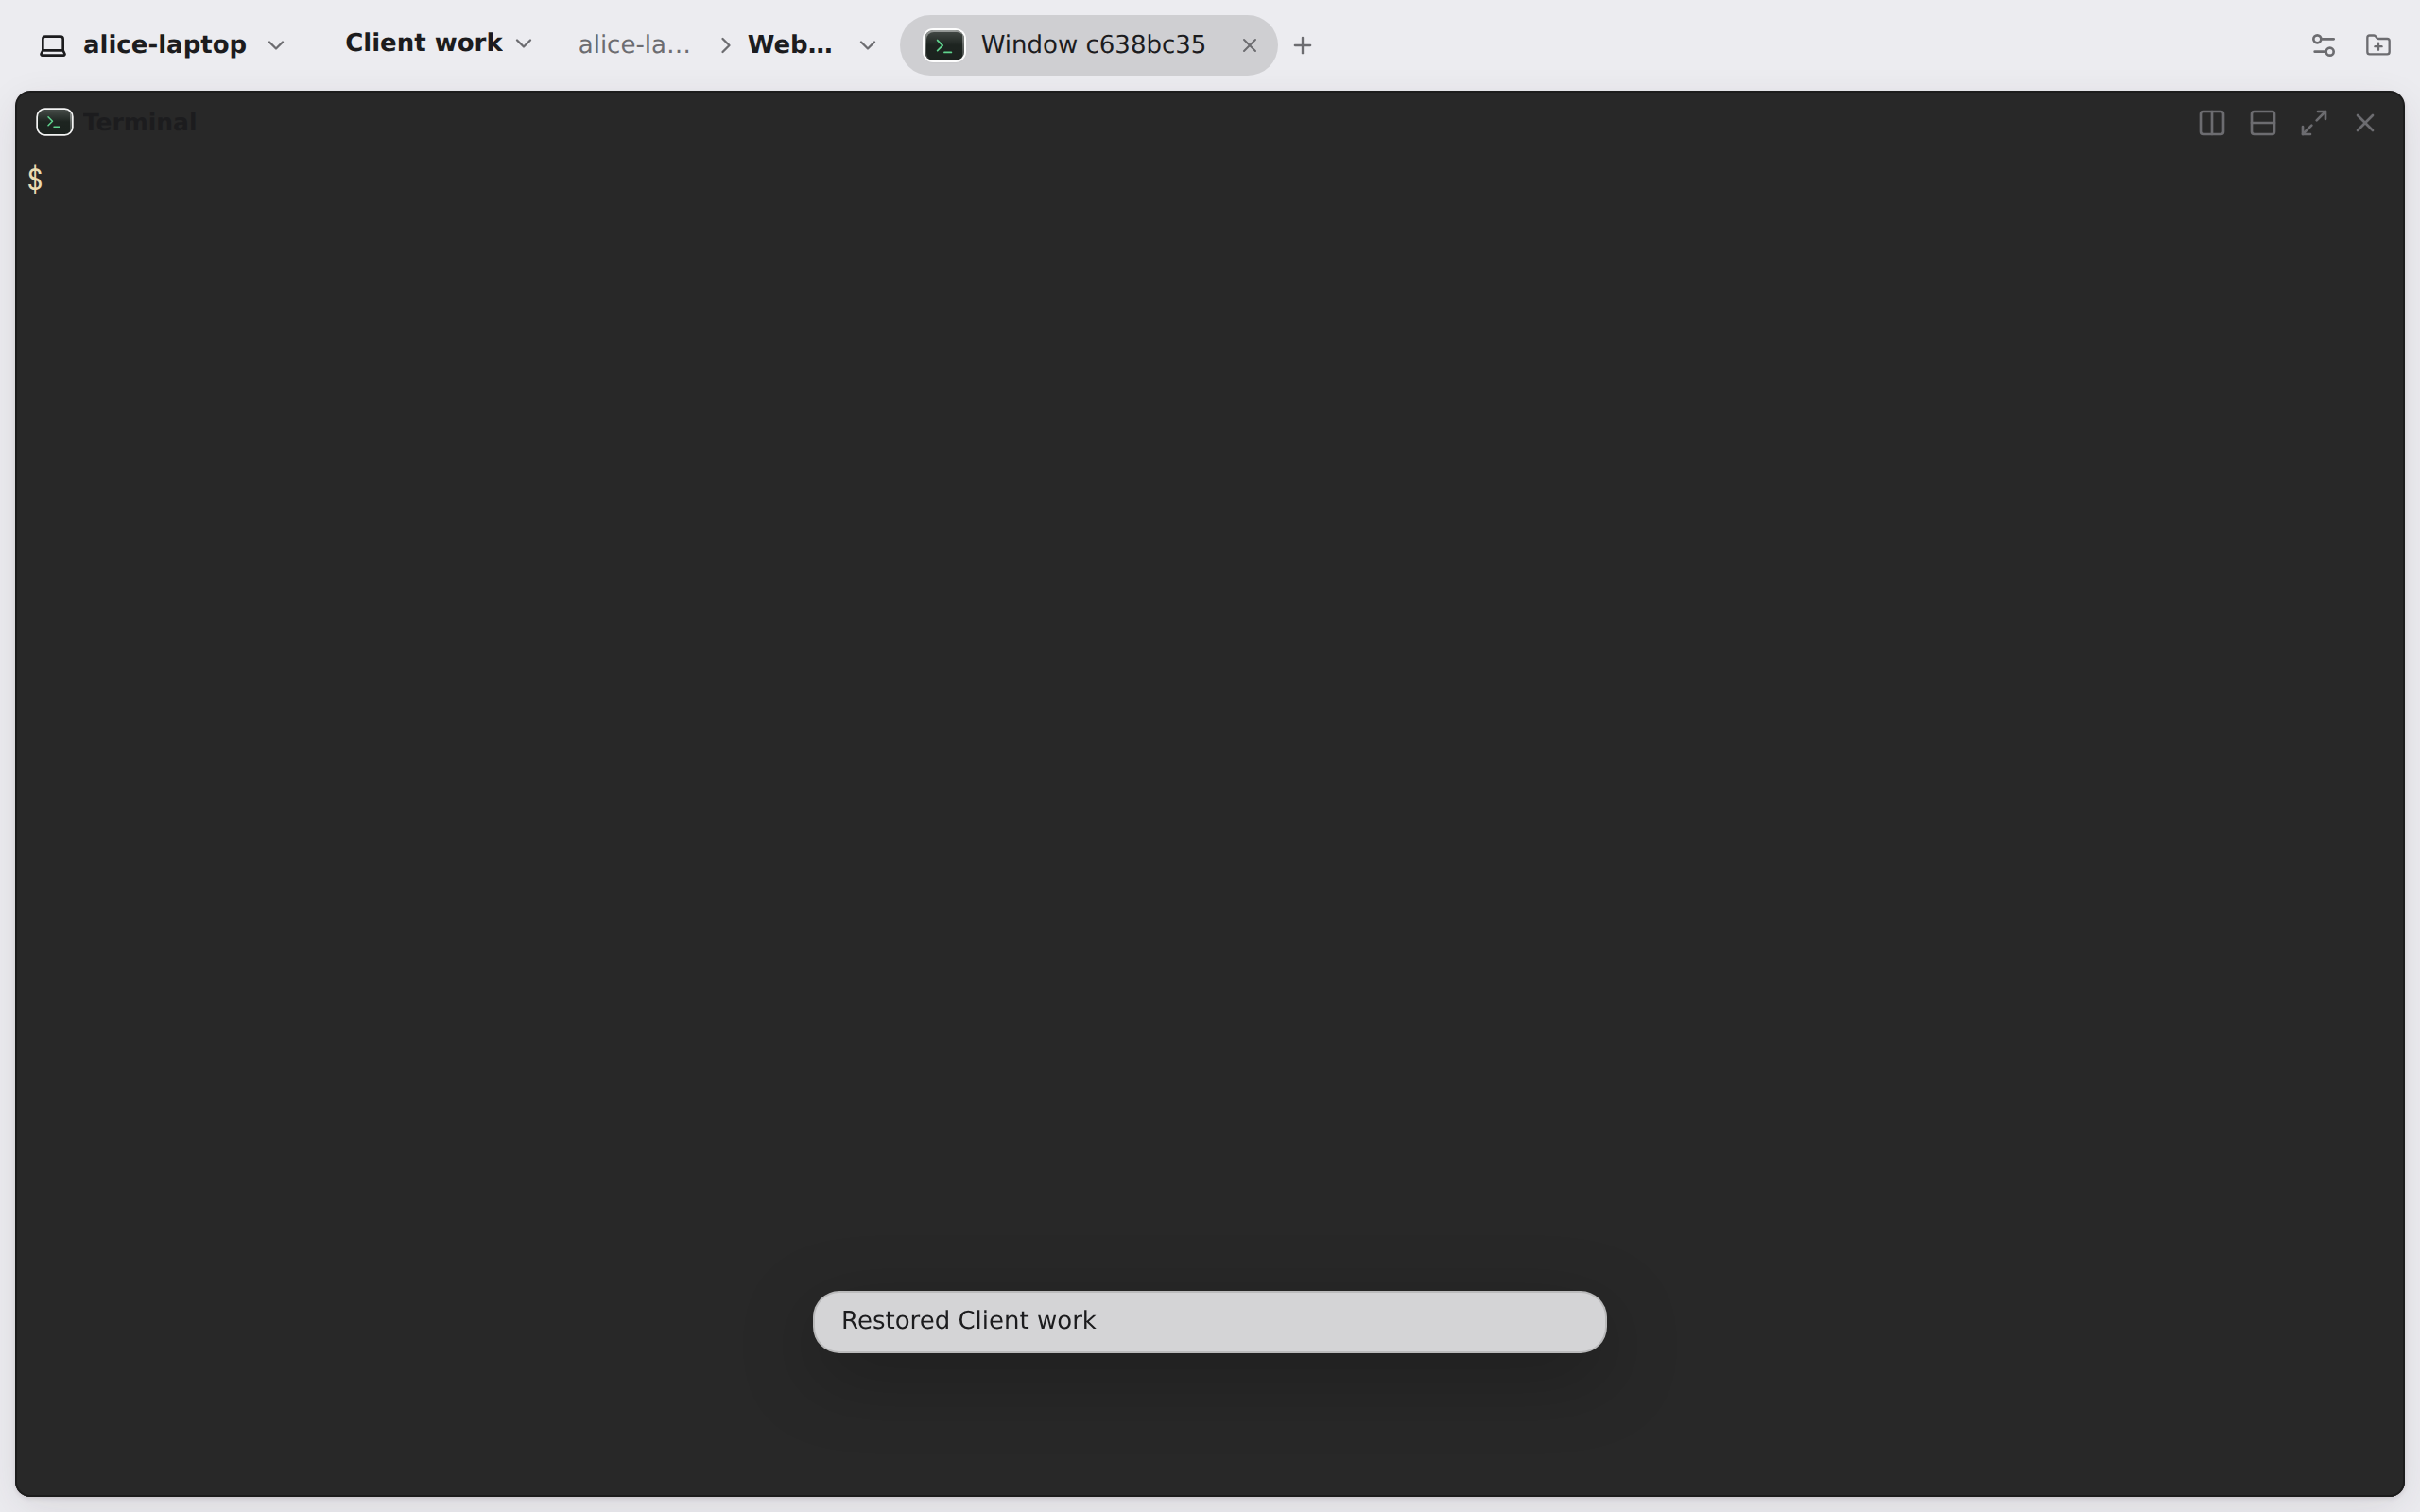 alice-laptop
Client work
alice-la...
Web...
Window c638bc35
Terminal
$
Restored Client work